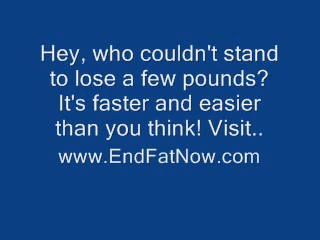 Hey, who couldn't stand
to lose a few pounds?
It's faster and easier
than you think! Visit..
www.EndFatNow.com